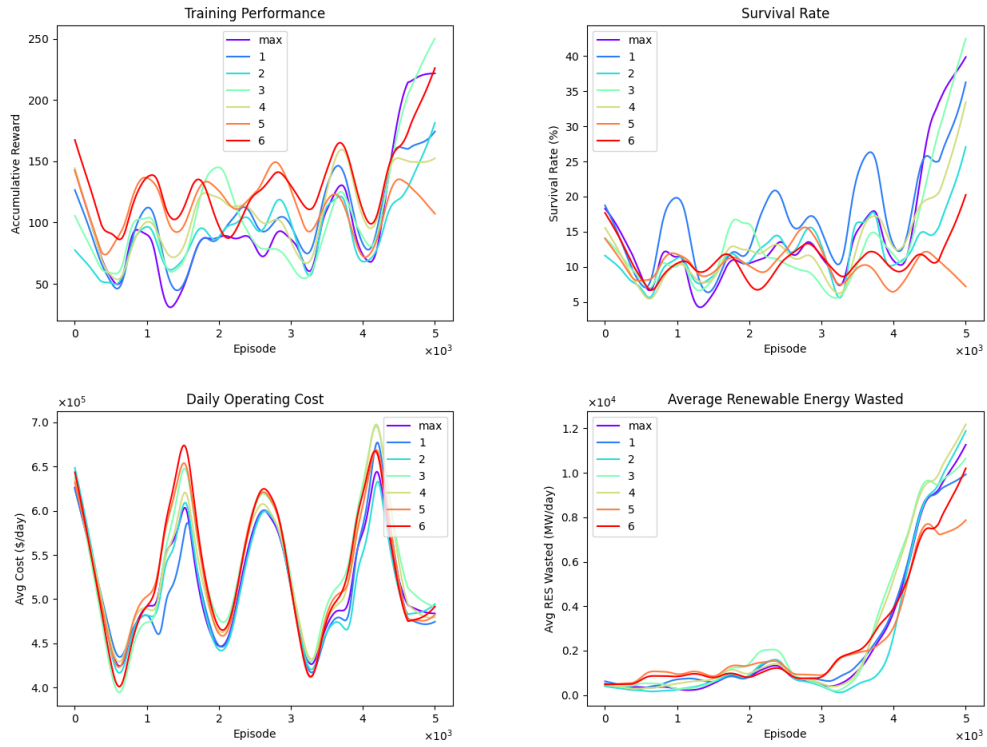 Training Performance
Accumulative Reward
250
200
150
100
50
max
1
2
3
4
5
6
0 1 2 3 4 5
Episode
×10³
Survival Rate
Survival Rate (%)
40
35
30
25
20
15
10
5
max
1
2
3
4
5
6
0 1 2 3 4 5
Episode
×10³
Daily Operating Cost
×10⁵
Avg Cost ($/day)
7.0
6.5
6.0
5.5
5.0
4.5
4.0
max
1
2
3
4
5
6
0 1 2 3 4 5
Episode
×10³
Average Renewable Energy Wasted
×10⁴
Avg RES Wasted (MW/day)
1.2
1.0
0.8
0.6
0.4
0.2
0.0
max
1
2
3
4
5
6
0 1 2 3 4 5
Episode
×10³